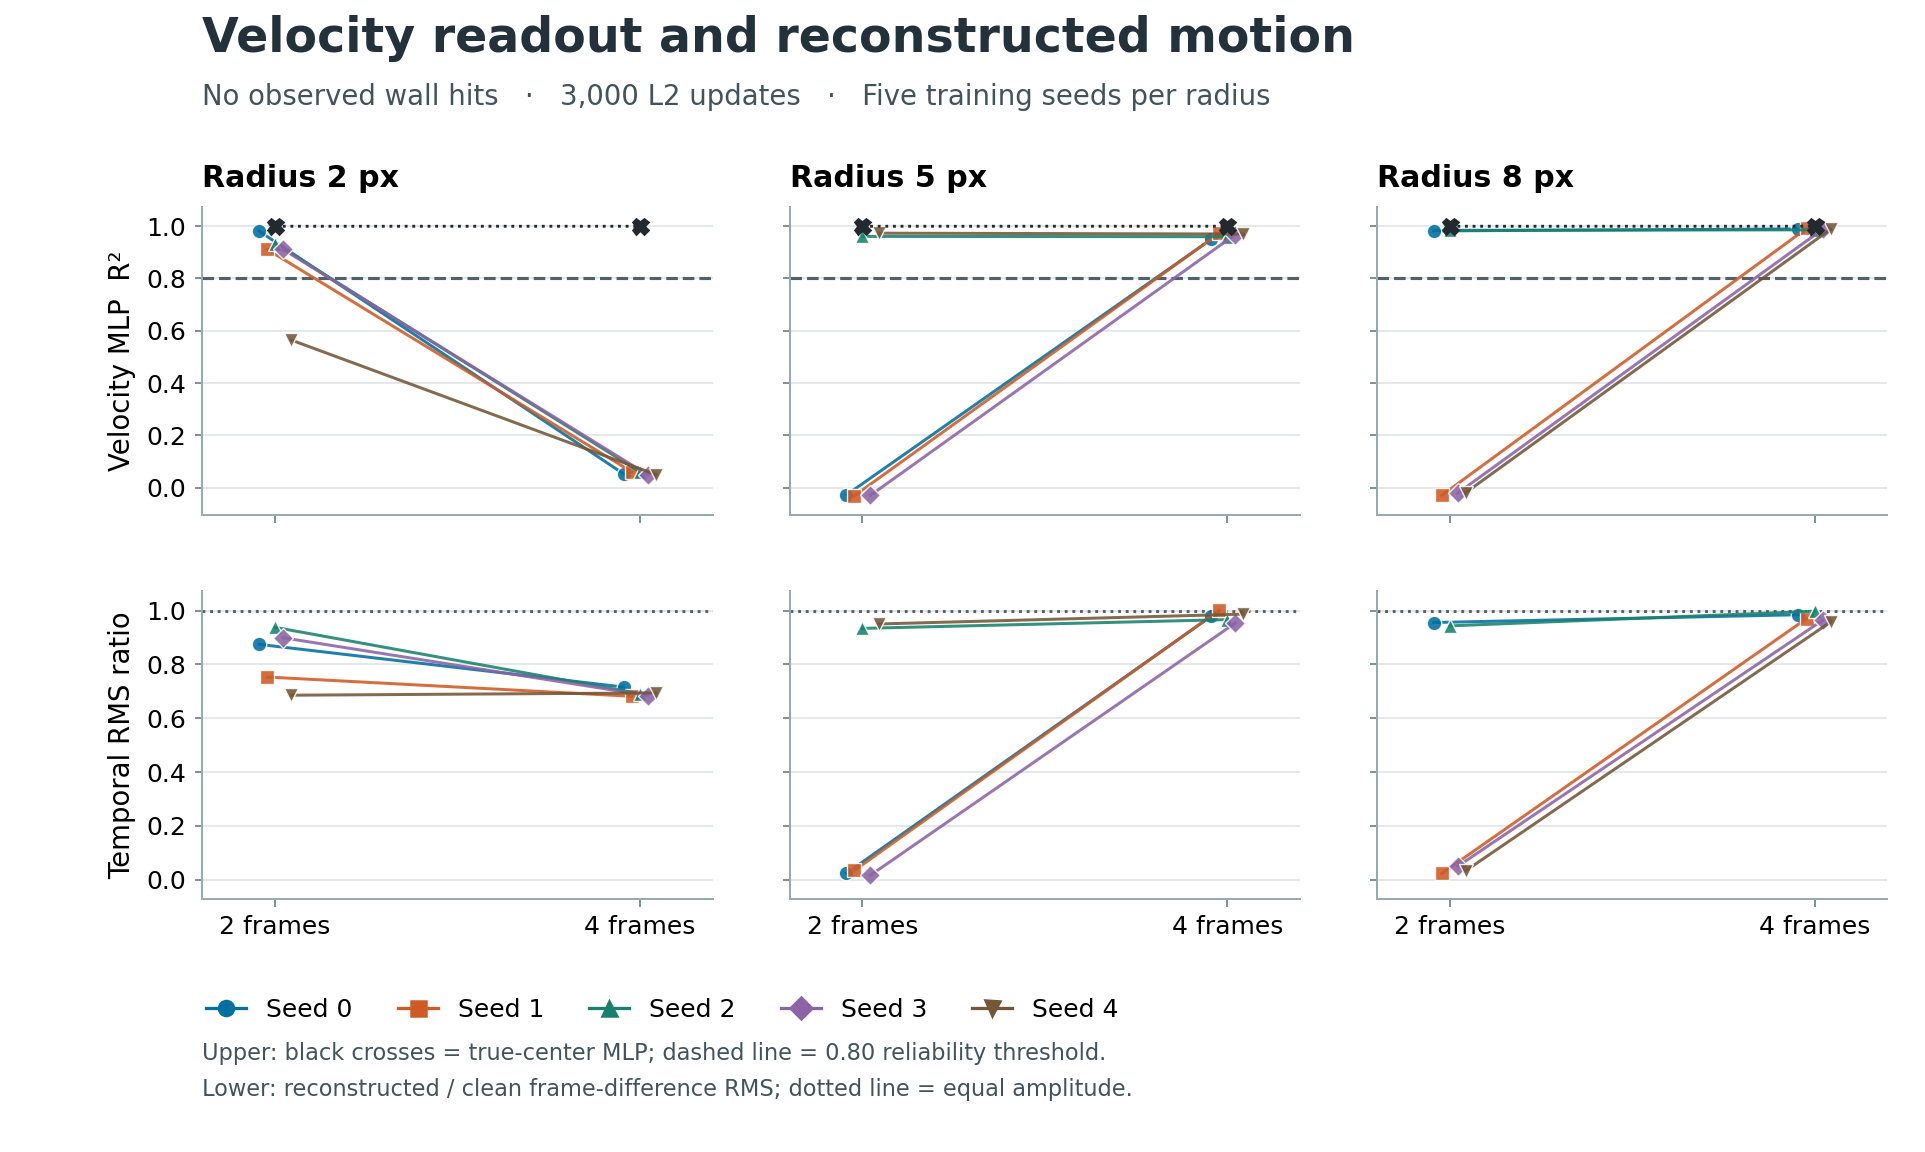 Velocity readout and reconstructed motion
No observed wall hits · 3,000 L2 updates · Five training seeds per radius
Radius 2 px
Radius 5 px
Radius 8 px
Velocity MLP R²
1.0
0.8
0.6
0.4
0.2
0.0
Temporal RMS ratio
1.0
0.8
0.6
0.4
0.2
0.0
2 frames
4 frames
2 frames
4 frames
2 frames
4 frames
Seed 0
Seed 1
Seed 2
Seed 3
Seed 4
Upper: black crosses = true-center MLP; dashed line = 0.80 reliability threshold.
Lower: reconstructed / clean frame-difference RMS; dotted line = equal amplitude.